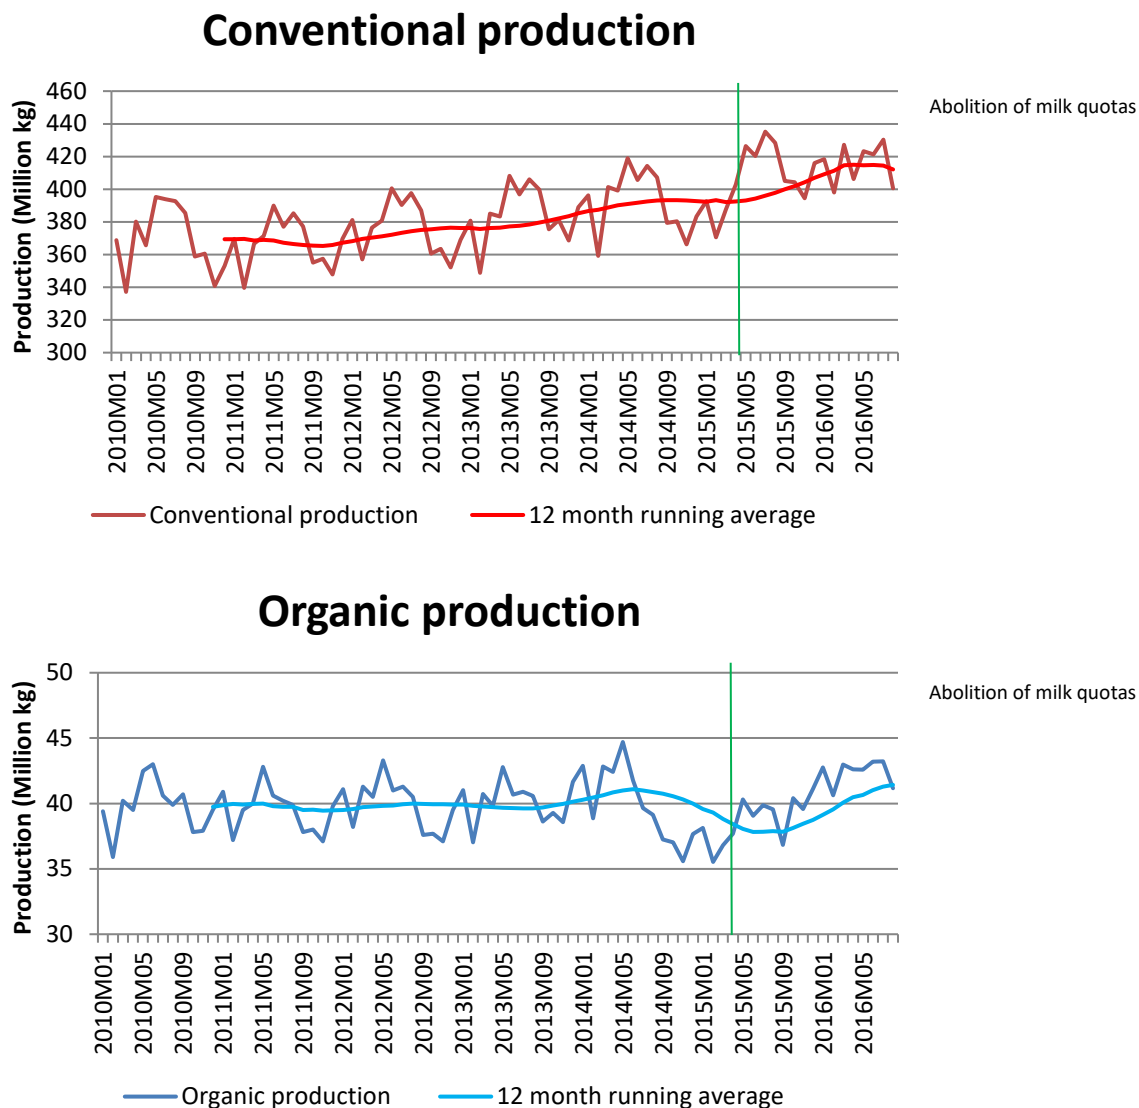 Conventional production
Production (Million kg)
460
440
420
400
380
360
340
320
300
Abolition of milk quotas
2010M01
2010M05
2010M09
2011M01
2011M05
2011M09
2012M01
2012M05
2012M09
2013M01
2013M05
2013M09
2014M01
2014M05
2014M09
2015M01
2015M05
2015M09
2016M01
2016M05
Conventional production
12 month running average
Organic production
Production (Million kg)
50
45
40
35
30
Abolition of milk quotas
2010M01
2010M05
2010M09
2011M01
2011M05
2011M09
2012M01
2012M05
2012M09
2013M01
2013M05
2013M09
2014M01
2014M05
2014M09
2015M01
2015M05
2015M09
2016M01
2016M05
Organic production
12 month running average